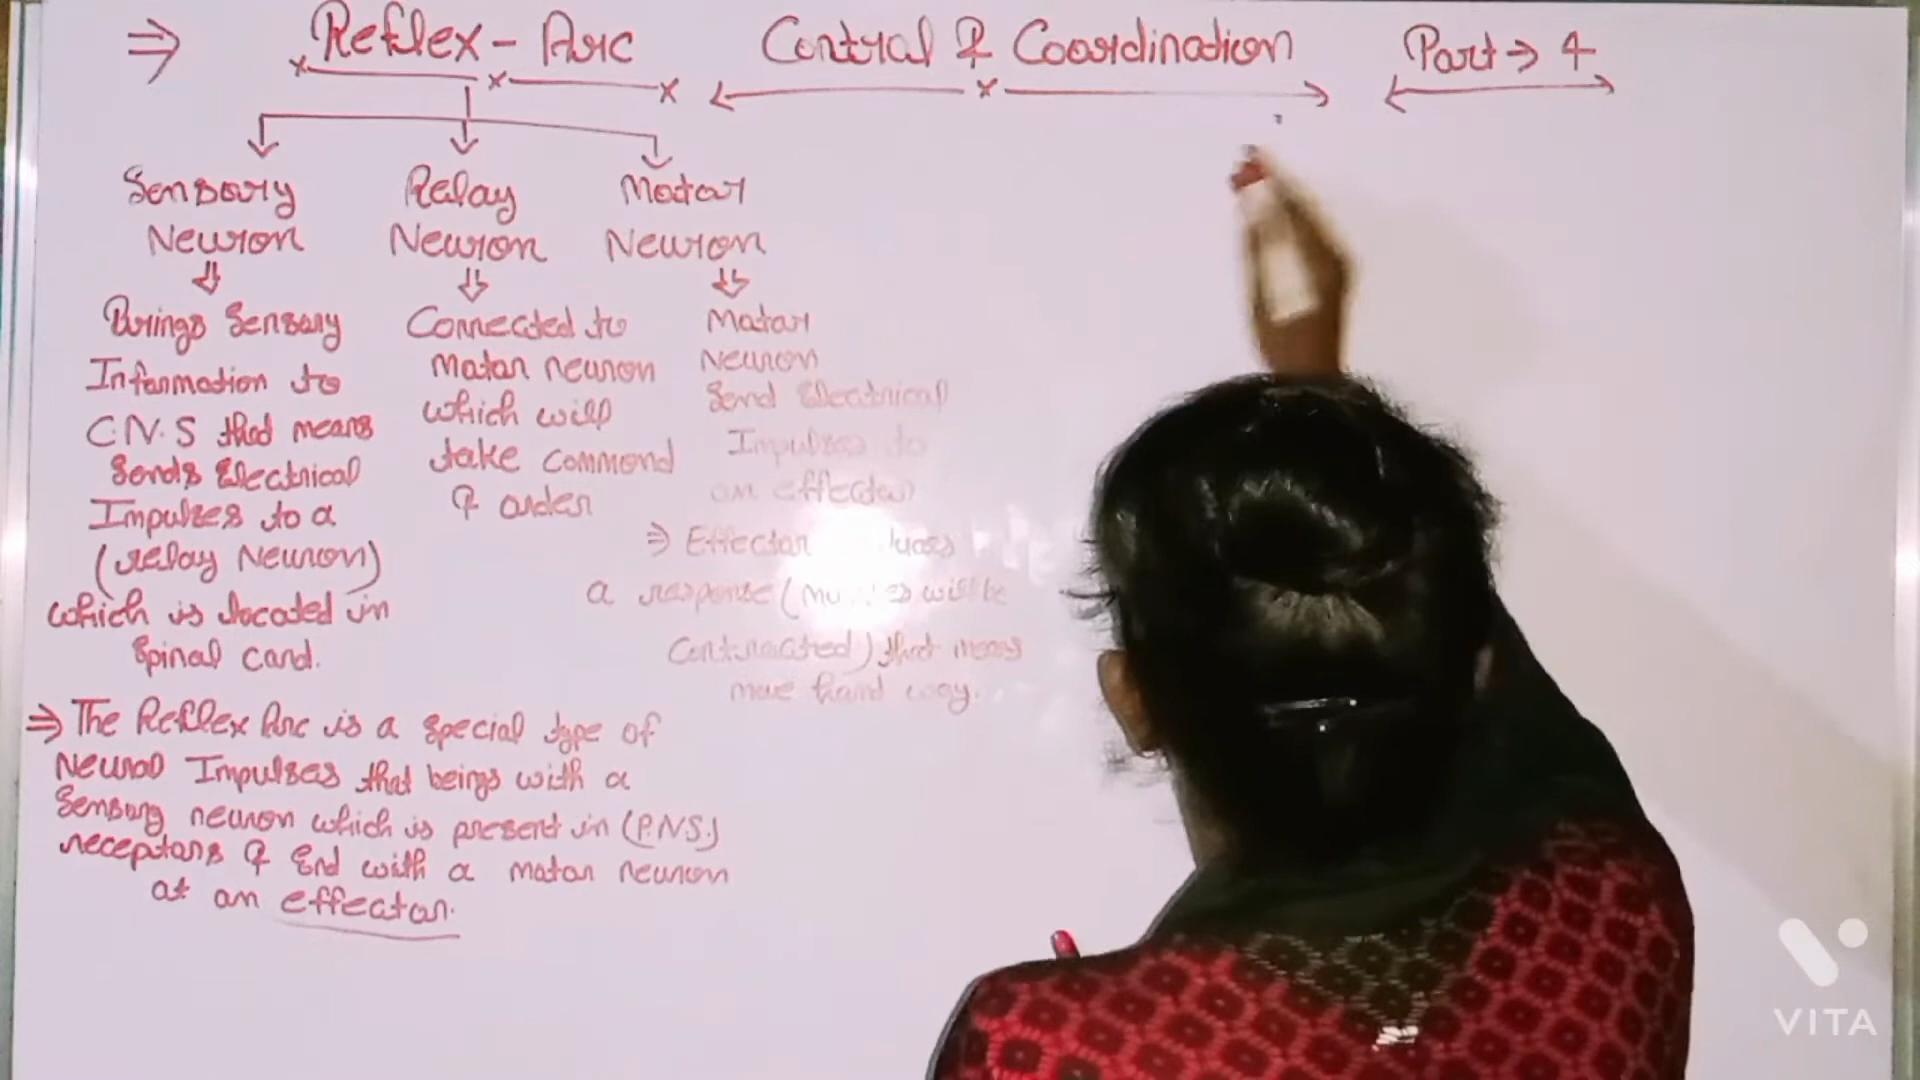 ⇒ Reflex - Arc Control & Coordination Part → 4
Sensory Neuron
Relay Neuron
Motor Neuron
Brings Sensory
Information to
C.N.S that means
Sends Electrical
Impulses to a
(relay Neuron)
which is located in
Spinal Cord.
Connected to
motor neuron
which will
take commond
& order
Motor
Neuron
Send Electrical
Impulses to
an effector
⇒ Effector
a response (will be
Contracted) that means
move hand away.
⇒ The Reflex Arc is a special type of
Neural Impulses that beings with a
Sensory neuron which is present in (P.N.S.)
receptors & End with a motor neuron
at an effector.
VITA